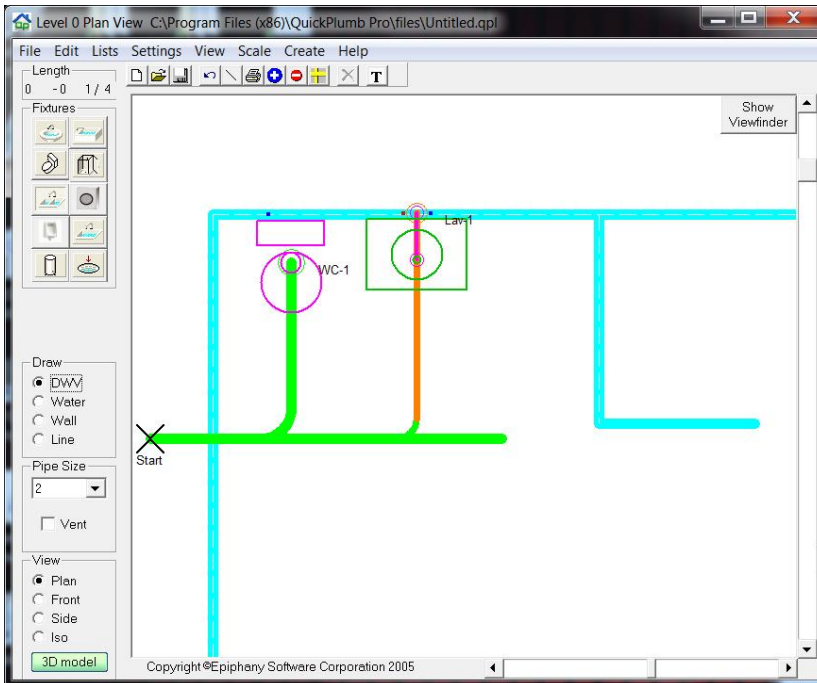 Level 0 Plan View C:\Program Files (x86)\QuickPlumb Pro\files\Untitled.qpl
File Edit Lists Settings View Scale Create Help
Length
0 -0 1/4
T
Fixtures
Show
Viewfinder
Lav-1
WC-1
Draw
DWV
Water
Wall
Line
Start
Pipe Size
2
Vent
View
Plan
Front
Side
Iso
3D model
Copyright ©Epiphany Software Corporation 2005